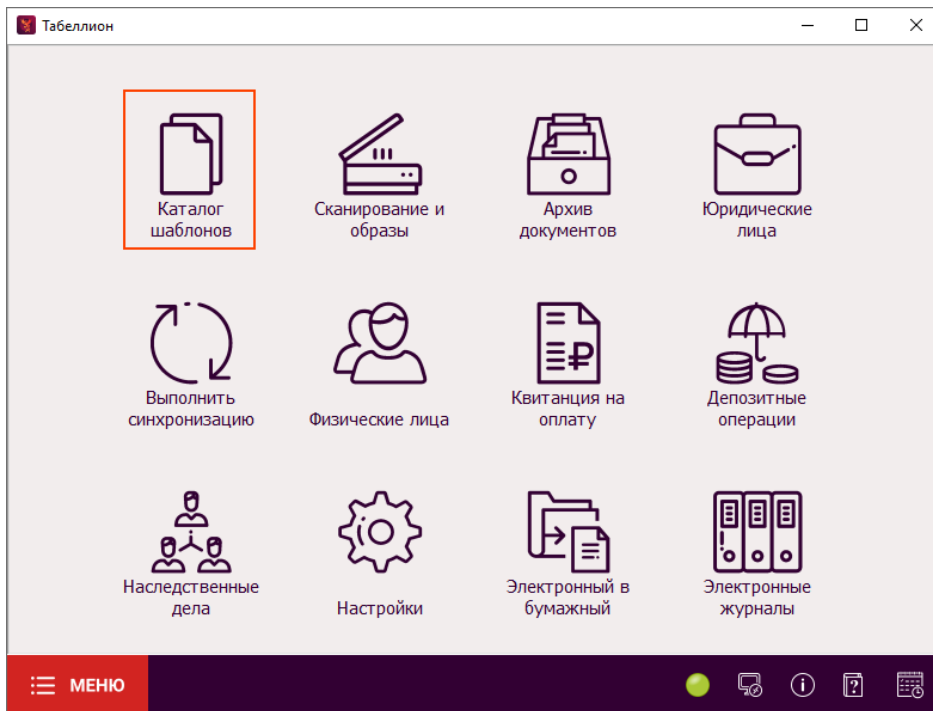 Табеллион
Каталог
шаблонов
Сканирование и
образы
Архив
документов
Юридические
лица
Выполнить
синхронизацию
Физические лица
Квитанция на
оплату
Депозитные
операции
Наследственные
дела
Настройки
Электронный в
бумажный
Электронные
журналы
МЕНЮ